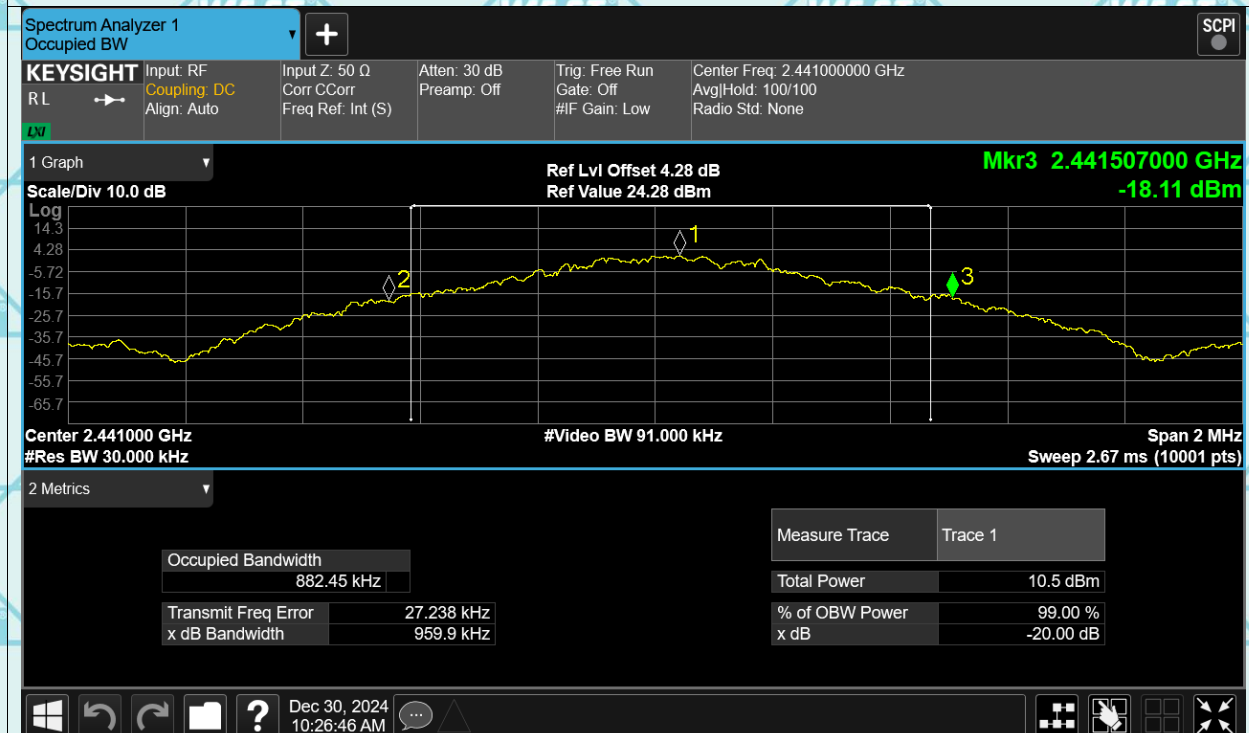 Spectrum Analyzer 1
Occupied BW
+
SCPI
KEYSIGHT
RL
LXI
Input: RF
Coupling: DC
Align: Auto
Input Z: 50 Ω
Corr CCorr
Freq Ref: Int (S)
Atten: 30 dB
Preamp: Off
Trig: Free Run
Gate: Off
#IF Gain: Low
Center Freq: 2.441000000 GHz
Avg|Hold: 100/100
Radio Std: None
1 Graph
Scale/Div 10.0 dB
Ref Lvl Offset 4.28 dB
Ref Value 24.28 dBm
Mkr3 2.441507000 GHz
-18.11 dBm
Log
14.3
4.28
-5.72
-15.7
-25.7
-35.7
-45.7
-55.7
-65.7
1
2
3
Center 2.441000 GHz
#Video BW 91.000 kHz
Span 2 MHz
#Res BW 30.000 kHz
Sweep 2.67 ms (10001 pts)
2 Metrics
Occupied Bandwidth
882.45 kHz
Transmit Freq Error 27.238 kHz
x dB Bandwidth 959.9 kHz
Measure Trace Trace 1
Total Power 10.5 dBm
% of OBW Power 99.00 %
x dB -20.00 dB
?
Dec 30, 2024
10:26:46 AM